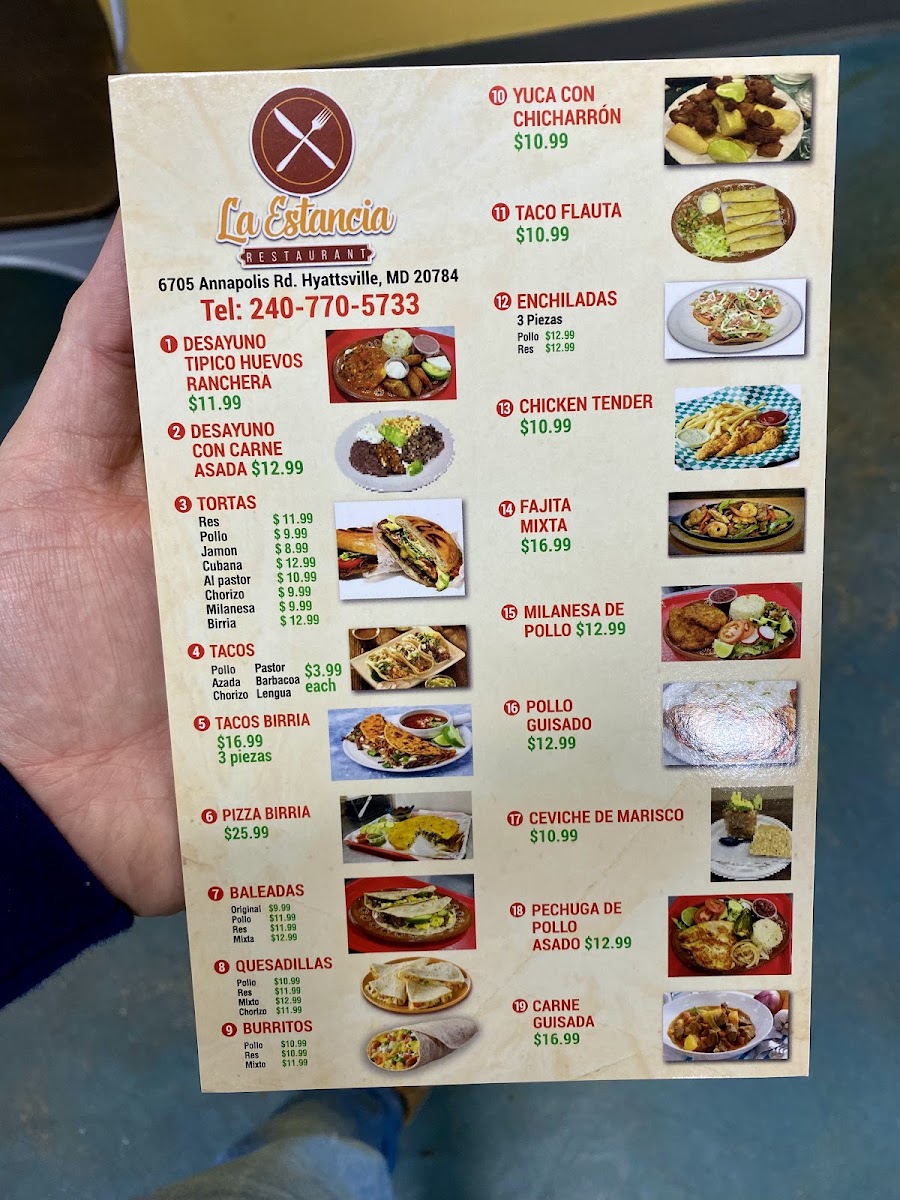 La Estancia
RESTAURANT
6705 Annapolis Rd. Hyattsville, MD 20784
Tel: 240-770-5733
1 DESAYUNO
TIPICO HUEVOS
RANCHERA
$11.99
2 DESAYUNO
CON CARNE
ASADA $12.99
3 TORTAS
Res $11.99
Pollo $9.99
Jamon $8.99
Cubana $12.99
Al pastor $10.99
Chorizo $9.99
Milanesa $9.99
Birria $12.99
4 TACOS
Pollo Pastor $3.99
Azada Barbacoa each
Chorizo Lengua
5 TACOS BIRRIA
$16.99
3 piezas
6 PIZZA BIRRIA
$25.99
7 BALEADAS
Original $9.99
Pollo $11.99
Res $11.99
Mixta $12.99
8 QUESADILLAS
Pollo $10.99
Res $11.99
Mixto $12.99
Chorizo $11.99
9 BURRITOS
Pollo $10.99
Res $10.99
Mixto $11.99
10 YUCA CON
CHICHARRÓN
$10.99
11 TACO FLAUTA
$10.99
12 ENCHILADAS
3 Piezas
Pollo $12.99
Res $12.99
13 CHICKEN TENDER
$10.99
14 FAJITA
MIXTA
$16.99
15 MILANESA DE
POLLO $12.99
16 POLLO
GUISADO
$12.99
17 CEVICHE DE MARISCO
$10.99
18 PECHUGA DE
POLLO
ASADO $12.99
19 CARNE
GUISADA
$16.99